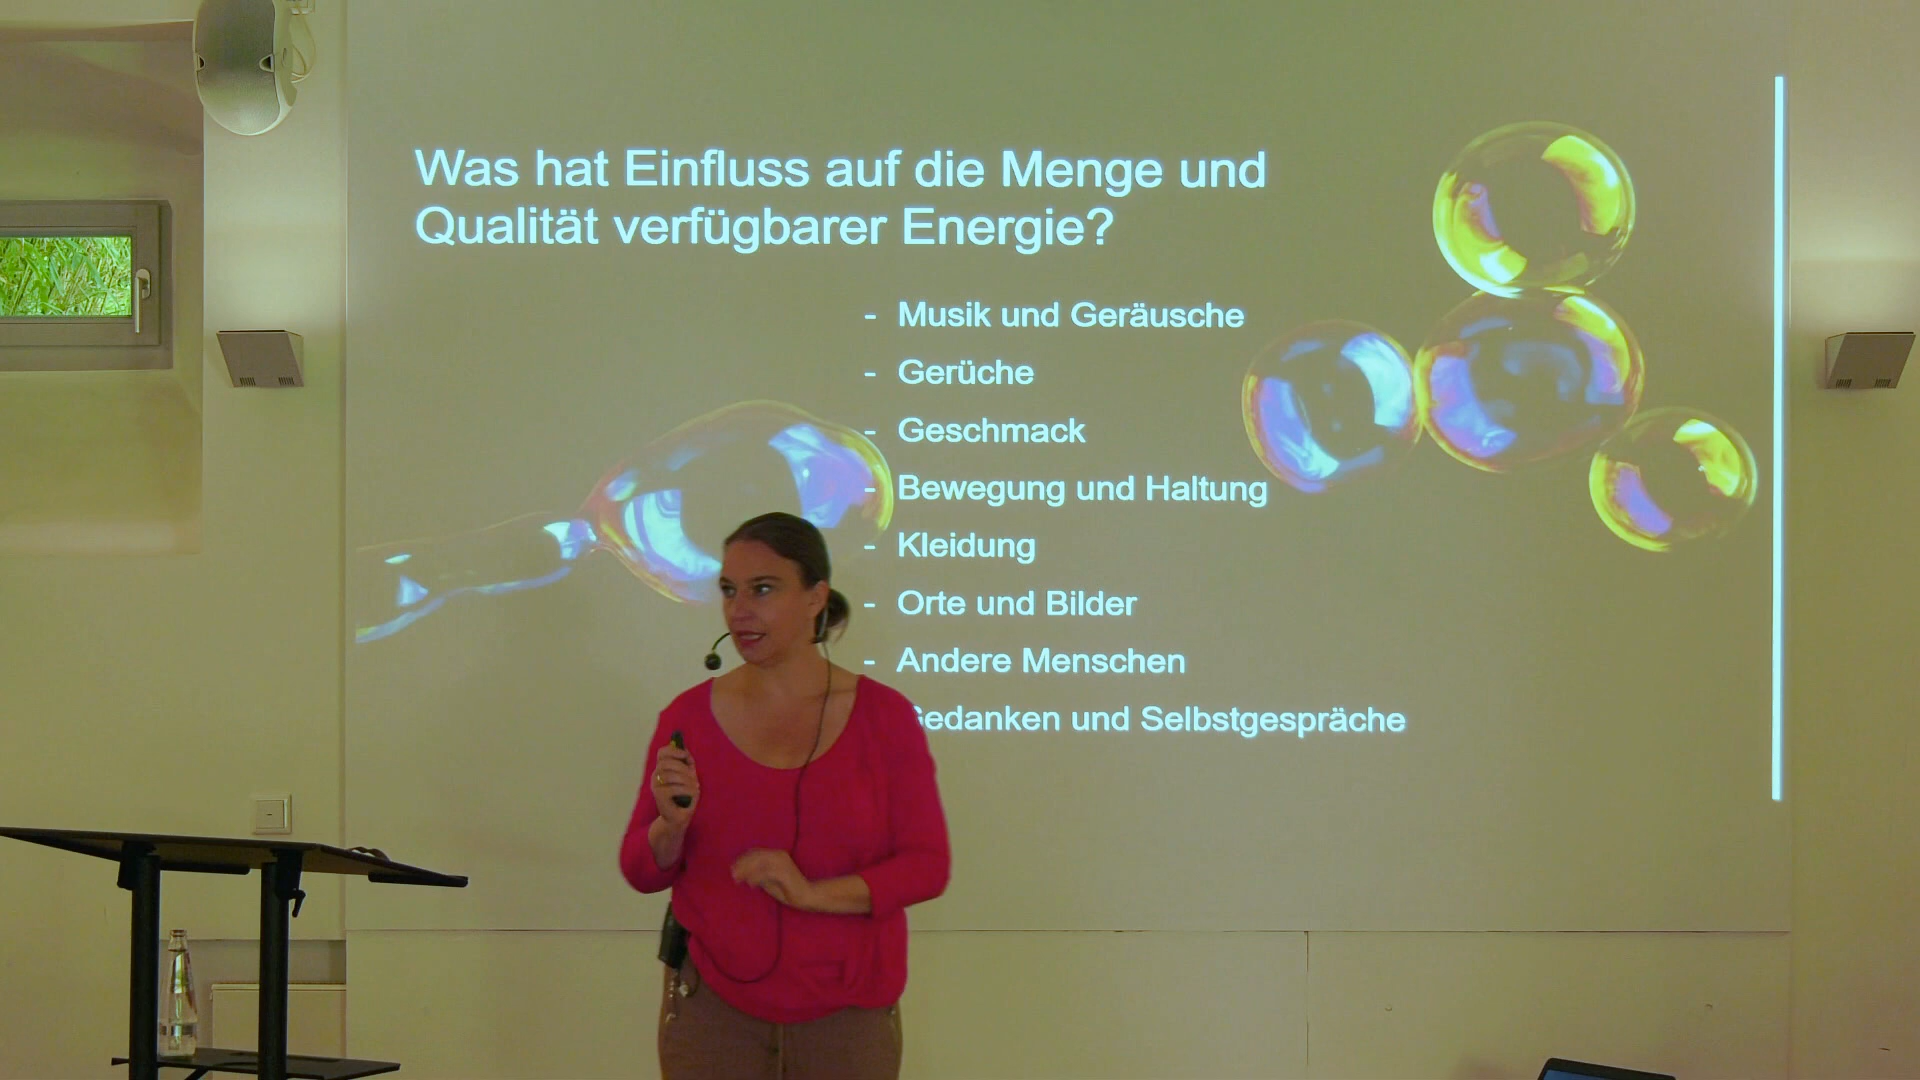 Was hat Einfluss auf die Menge und
Qualität verfügbarer Energie?
- Musik und Geräusche
- Gerüche
- Geschmack
- Bewegung und Haltung
- Kleidung
- Orte und Bilder
- Andere Menschen
Gedanken und Selbstgespräche